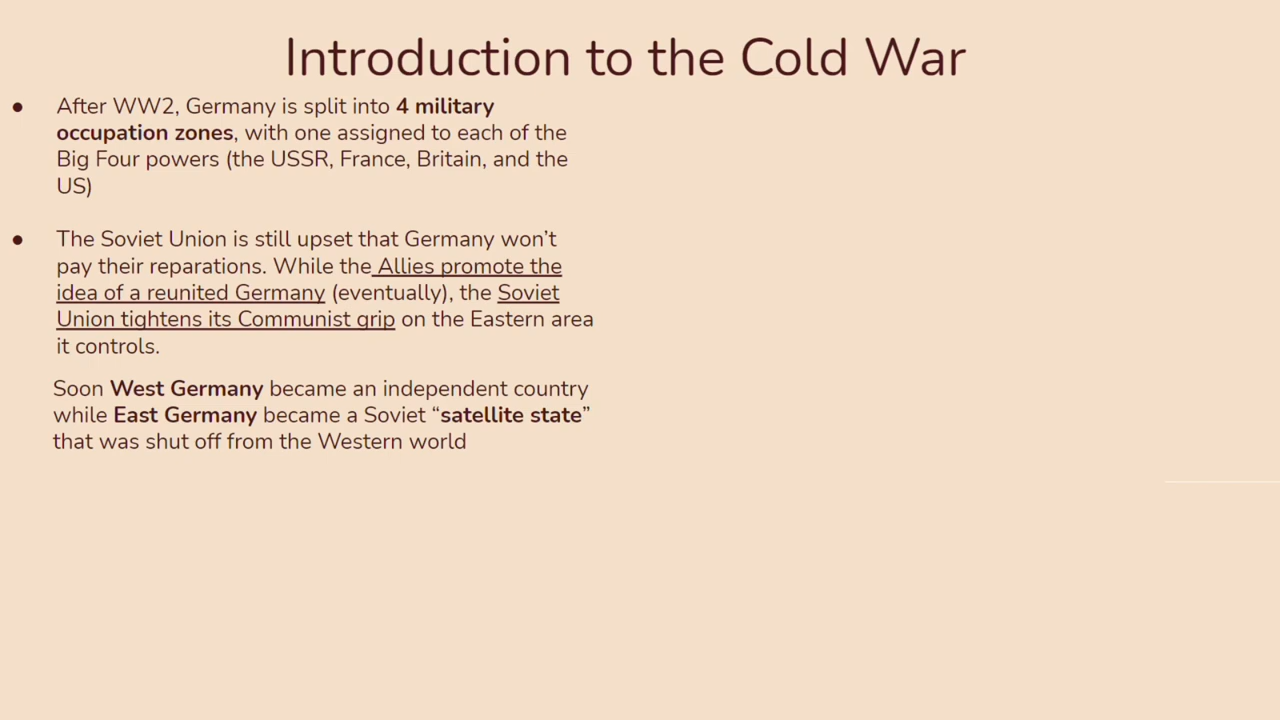 Introduction to the Cold War
● After WW2, Germany is split into 4 military
occupation zones, with one assigned to each of the
Big Four powers (the USSR, France, Britain, and the
US)
● The Soviet Union is still upset that Germany won’t
pay their reparations. While the Allies promote the
idea of a reunited Germany (eventually), the Soviet
Union tightens its Communist grip on the Eastern area
it controls.
Soon West Germany became an independent country
while East Germany became a Soviet “satellite state”
that was shut off from the Western world